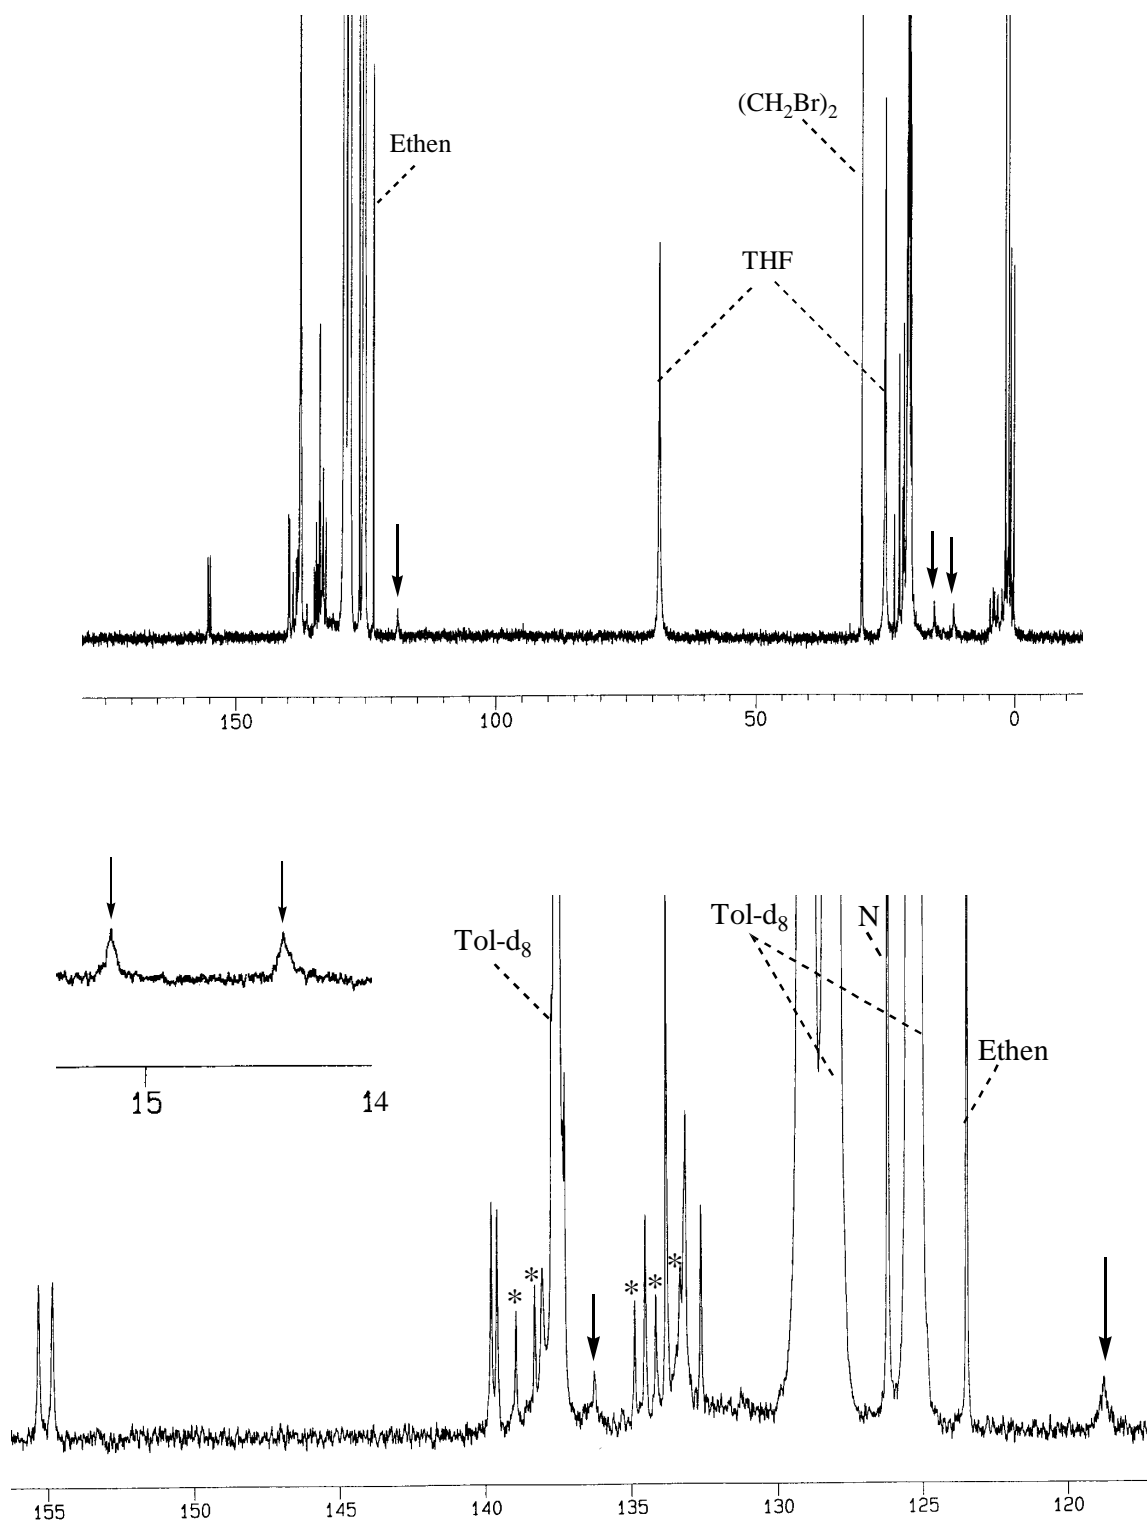 (CH₂Br)₂
Ethen
THF
150 100 50 0
Tol-d₈ N
Tol-d₈
Ethen
15 14
* * * * *
155 150 145 140 135 130 125 120